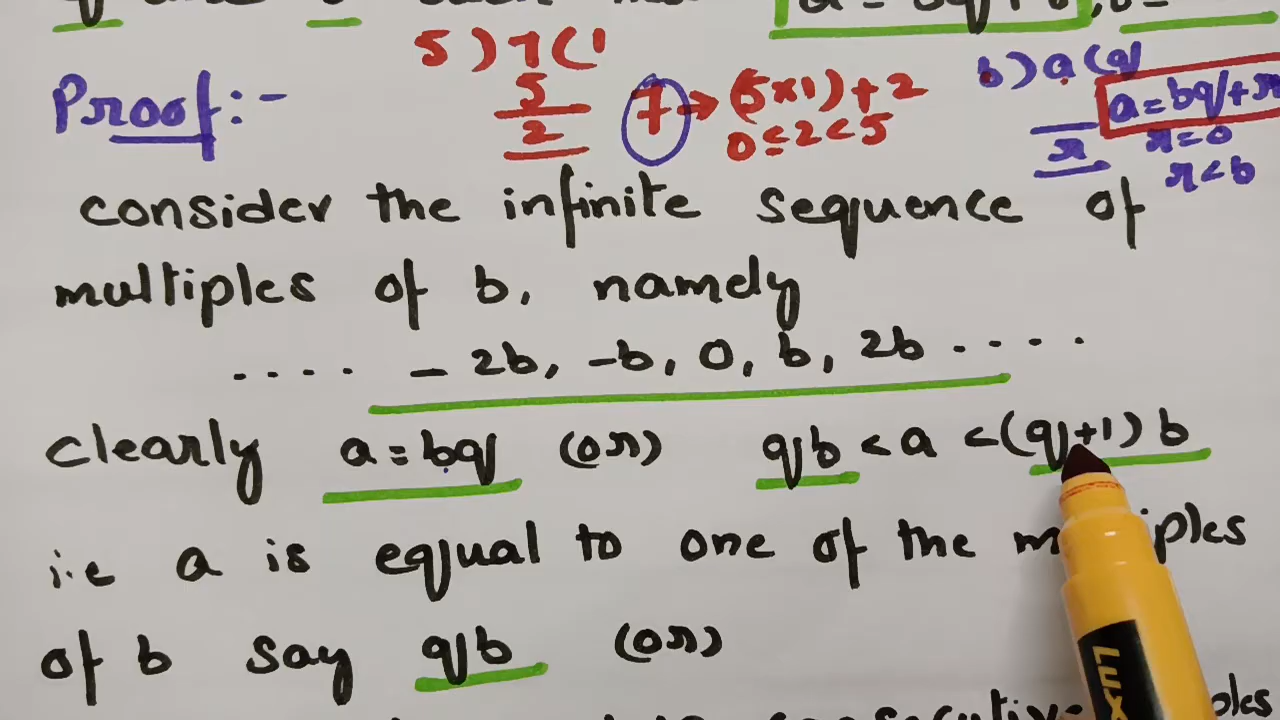 a = bq + r
5 ) 7 ( 1
b ) a ( q
5
7 → (5×1) + 2
a = bq + r
Proof :-
2
0 ≤ 2 < 5
r
r = 0
r < b
consider the infinite sequence of
multiples of b, namely
.... - 2b, -b, 0, b, 2b ....
clearly a = bq (or) qb < a < (q+1) b
i.e a is equal to one of the
of b say qb (or)
LUX